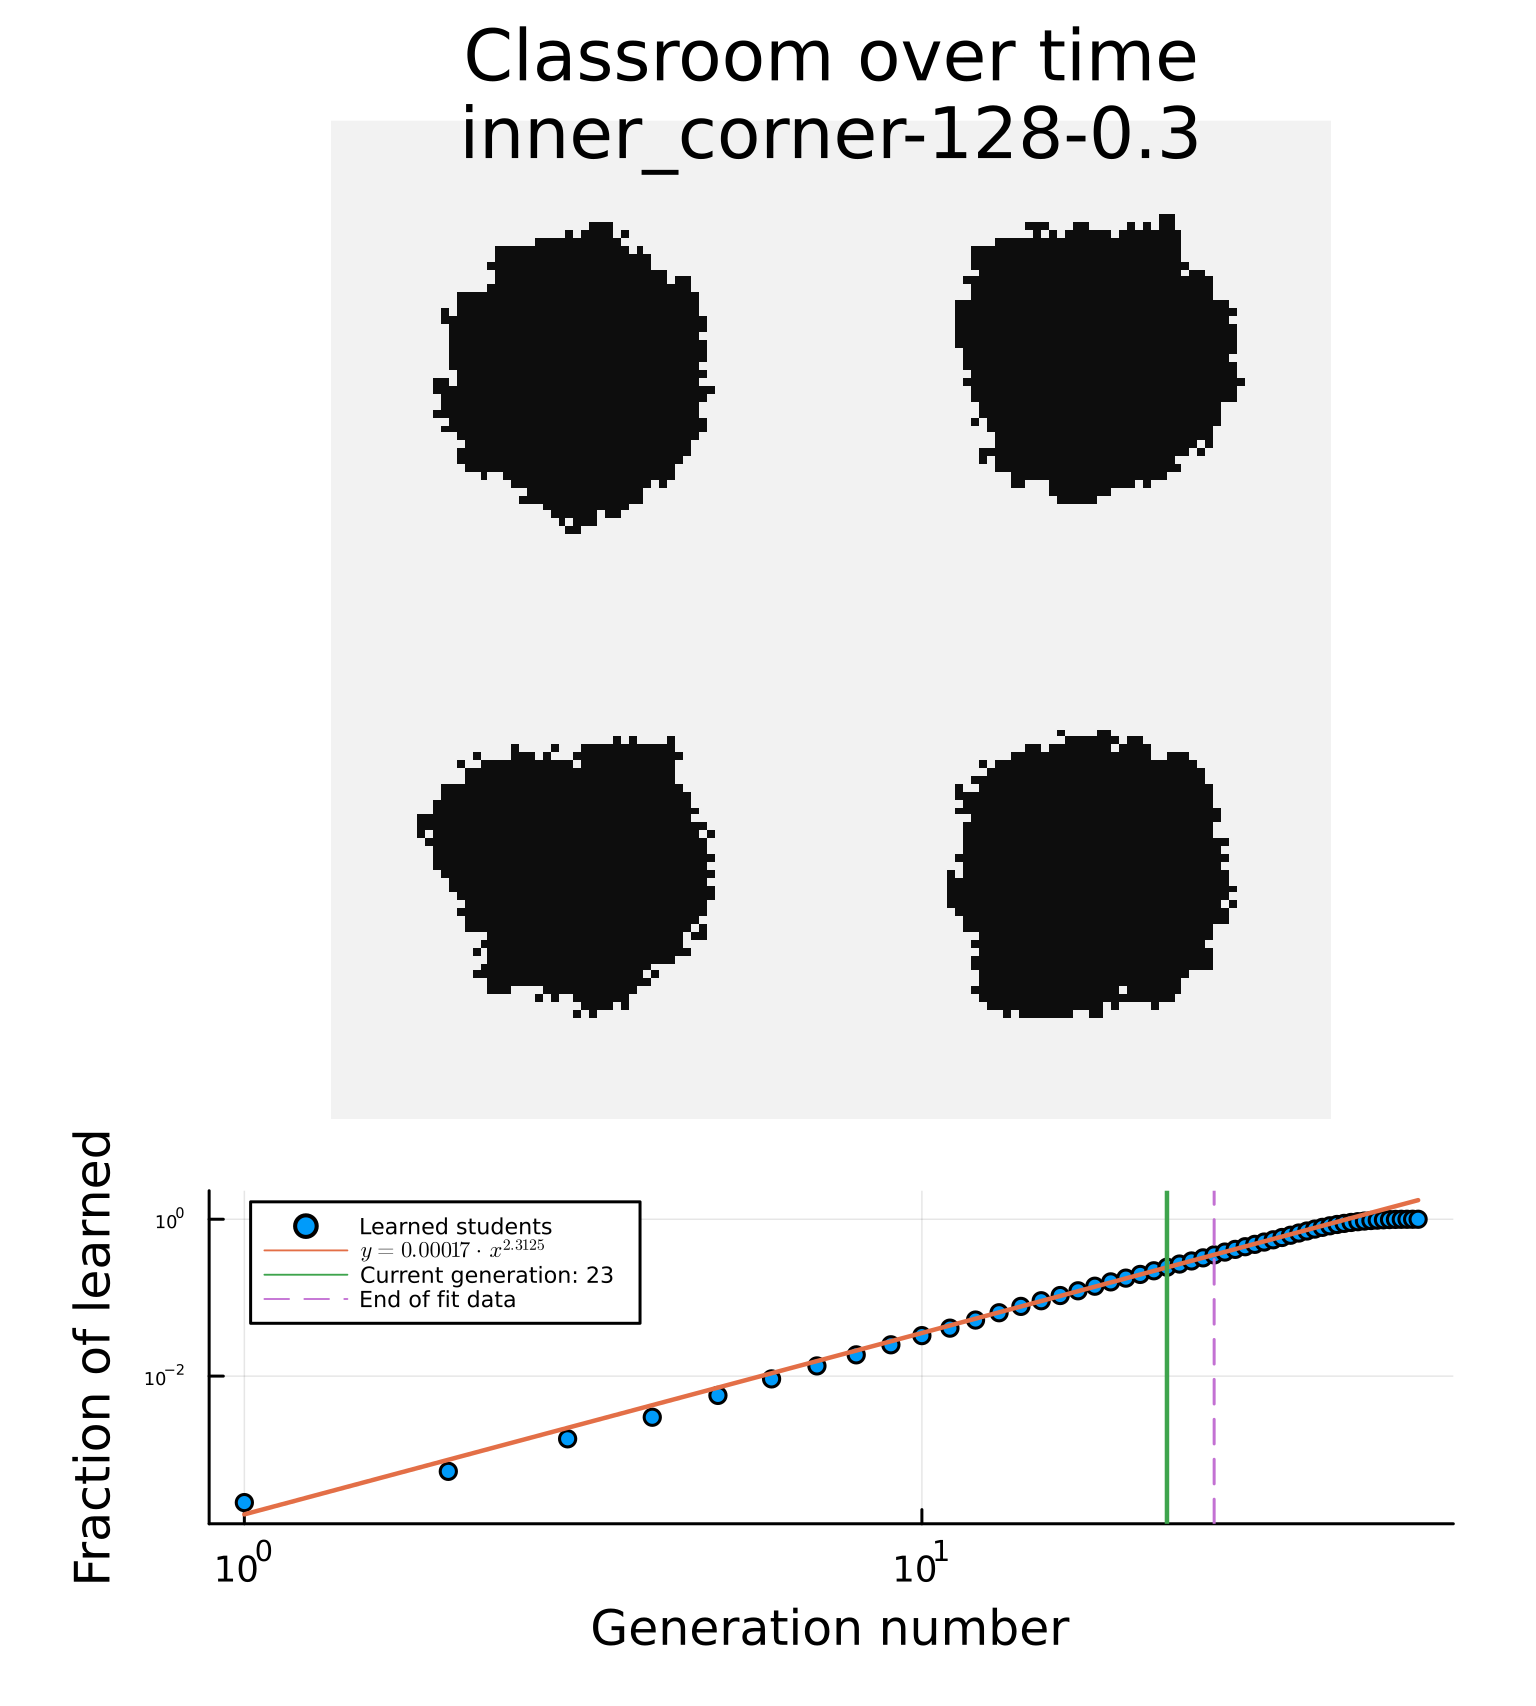 Classroom over time
inner_corner-128-0.3
Fraction of learned
10⁰
10⁻²
Learned students
y = 0.00017 · x^2.3125
Current generation: 23
End of fit data
10⁰
10¹
Generation number